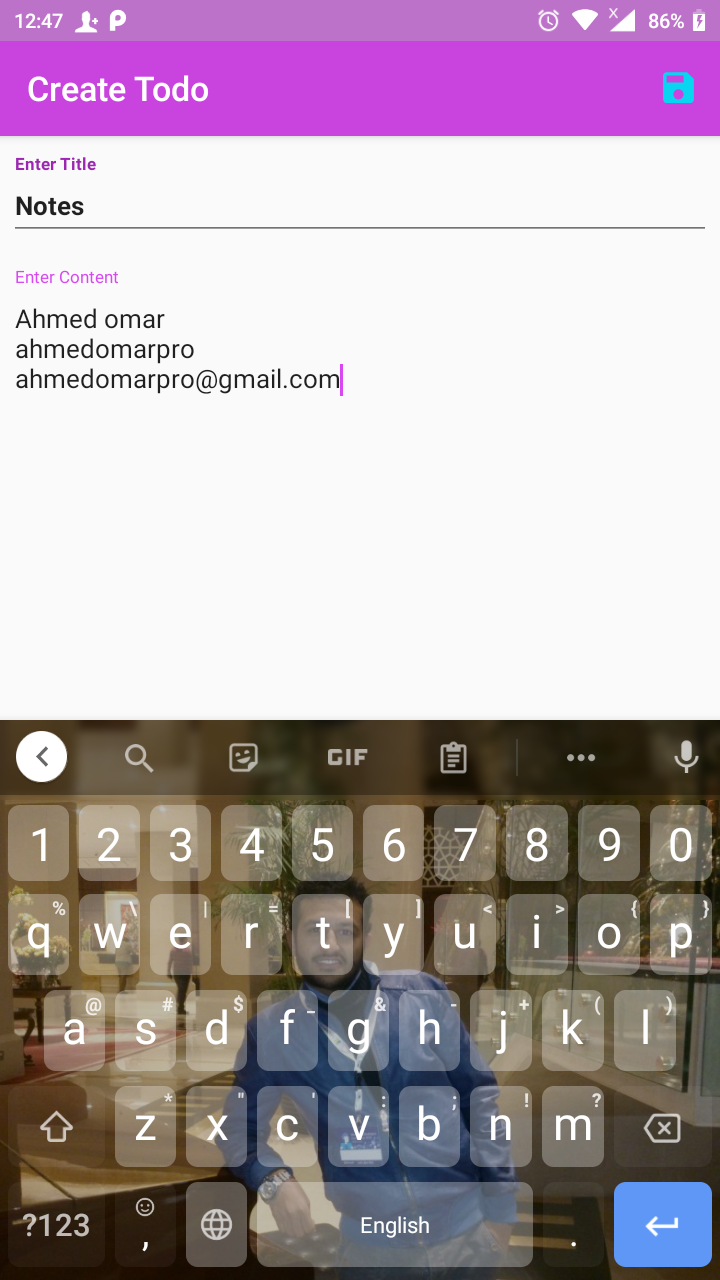 12:47 86%
Create Todo
Enter Title
Notes
Enter Content
Ahmed omar
ahmedomarpro
ahmedomarpro@gmail.com
GIF
1 2 3 4 5 6 7 8 9 0
% \ | = [ ] < > { }
q w e r t y u i o p
@ # $ _ & - + ( )
a s d f g h j k l
* " ' : ; ! ?
z x c v b n m
?123 , English .